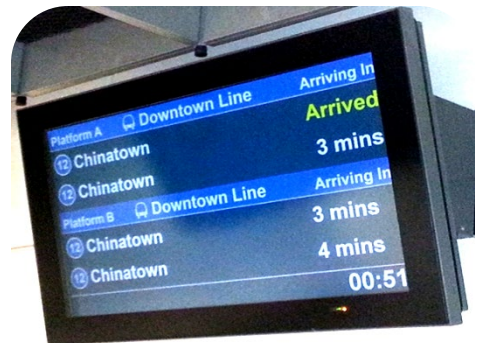 Platform A Downtown Line Arriving In
12 Chinatown Arrived
12 Chinatown 3 mins
Platform B Downtown Line Arriving In
12 Chinatown 3 mins
12 Chinatown 4 mins
00:51